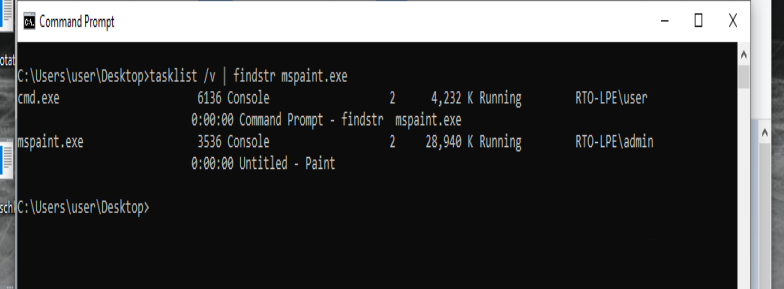 Command Prompt
otat
C:\Users\user\Desktop>tasklist /v | findstr mspaint.exe
cmd.exe 6136 Console 2 4,232 K Running RTO-LPE\user
0:00:00 Command Prompt - findstr mspaint.exe
mspaint.exe 3536 Console 2 28,940 K Running RTO-LPE\admin
0:00:00 Untitled - Paint
sch
C:\Users\user\Desktop>